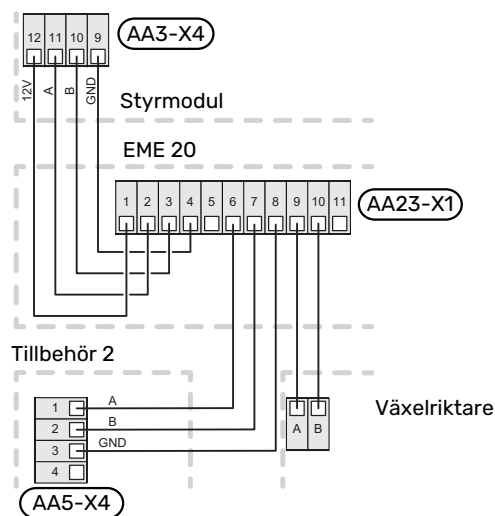 12 11 10 9
AA3-X4
12V A B GND
Styrmodul
EME 20
1 2 3 4 5 6 7 8 9 10 11
AA23-X1
Tillbehör 2
1 A
2 B
3 GND
4
AA5-X4
A B
Växelriktare